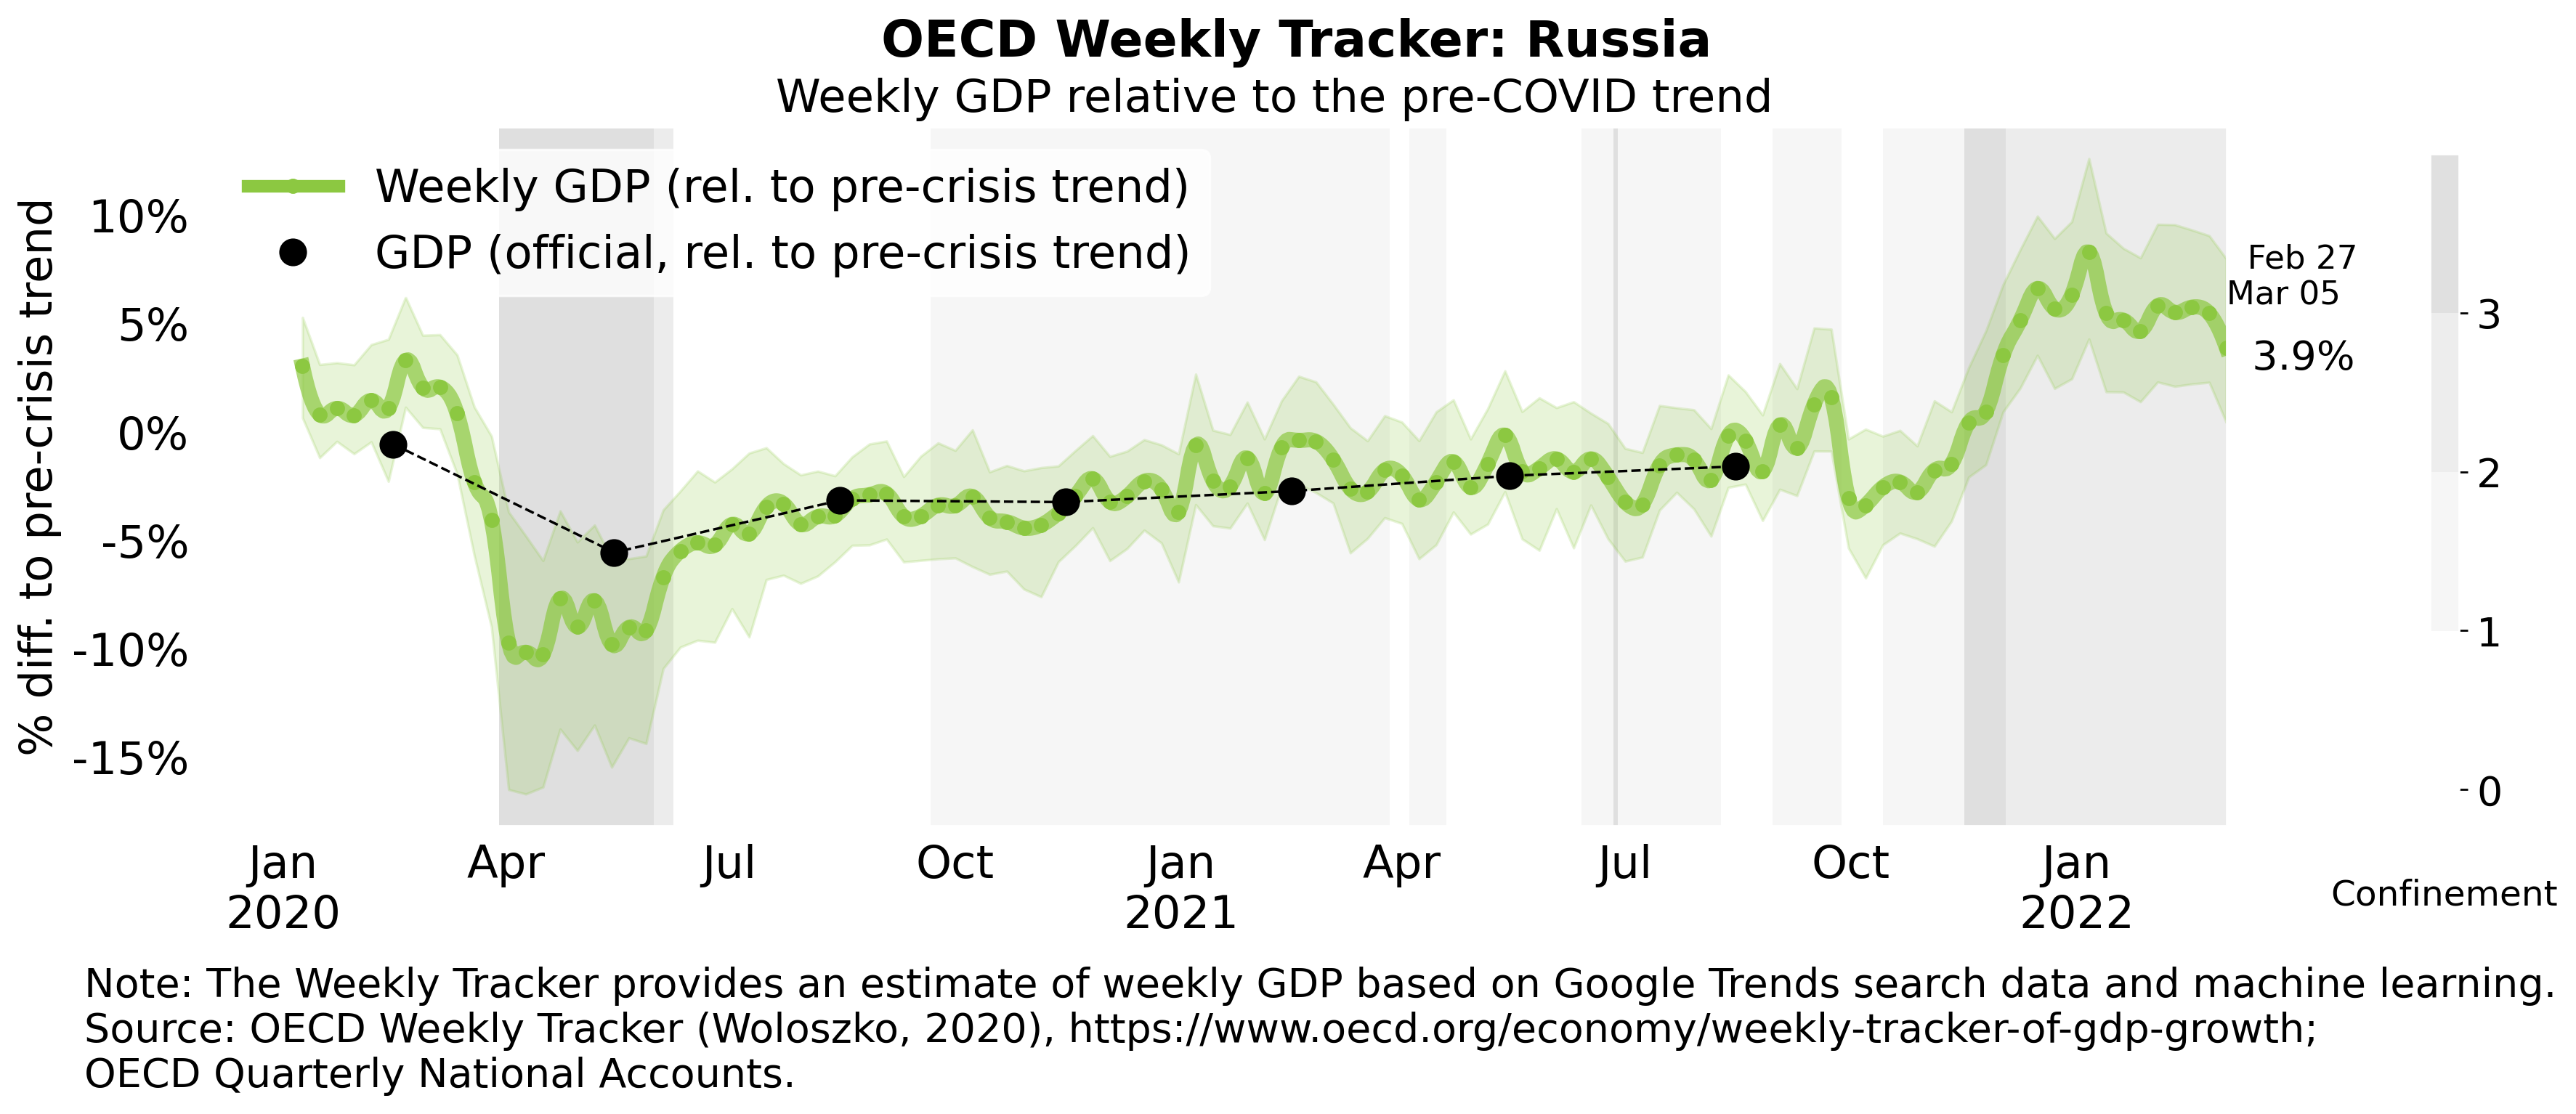 OECD Weekly Tracker: Russia
Weekly GDP relative to the pre-COVID trend
% diff. to pre-crisis trend
10%
5%
0%
-5%
-10%
-15%
Weekly GDP (rel. to pre-crisis trend)
GDP (official, rel. to pre-crisis trend)
Feb 27
Mar 05
3.9%
3
2
1
0
Confinement
Jan Apr Jul Oct Jan Apr Jul Oct Jan
2020 2021 2022
Note: The Weekly Tracker provides an estimate of weekly GDP based on Google Trends search data and machine learning.
Source: OECD Weekly Tracker (Woloszko, 2020), https://www.oecd.org/economy/weekly-tracker-of-gdp-growth;
OECD Quarterly National Accounts.